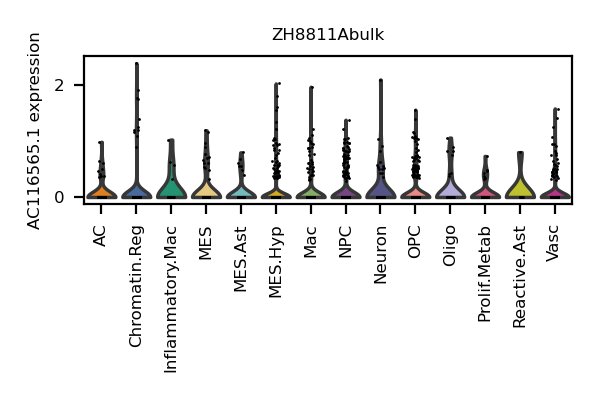 ZH8811Abulk
AC116565.1 expression
2
0
AC
Chromatin.Reg
Inflammatory.Mac
MES
MES.Ast
MES.Hyp
Mac
NPC
Neuron
OPC
Oligo
Prolif.Metab
Reactive.Ast
Vasc